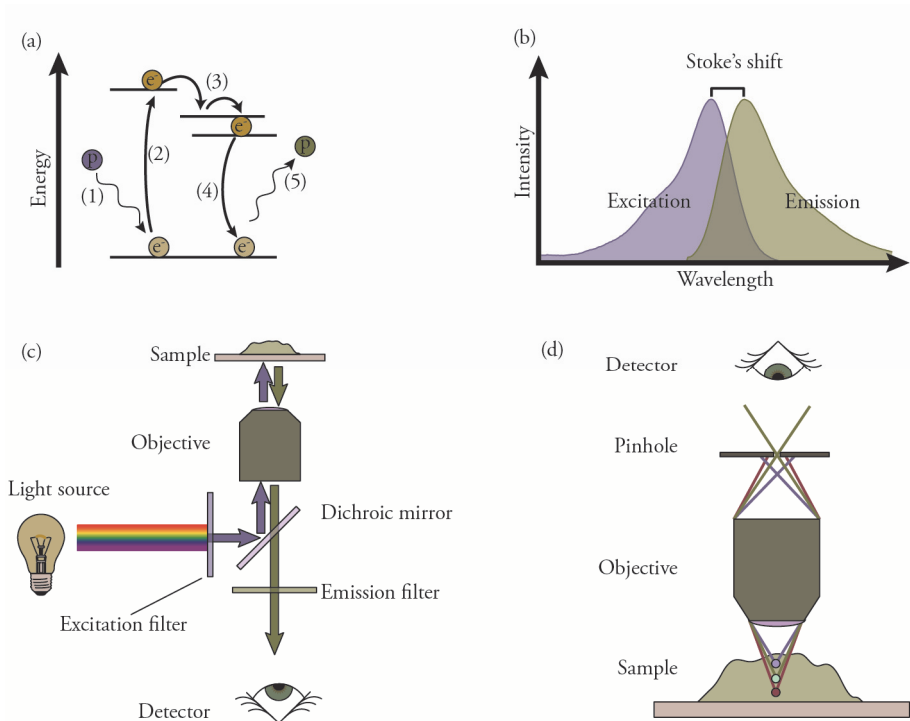 (a)
Energy
e-
(3)
e-
p
(1)
(2)
(4)
p
(5)
e-
e-
(b)
Stoke's shift
Intensity
Excitation
Emission
Wavelength
(c)
Sample
Objective
Light source
Dichroic mirror
Emission filter
Excitation filter
Detector
(d)
Detector
Pinhole
Objective
Sample